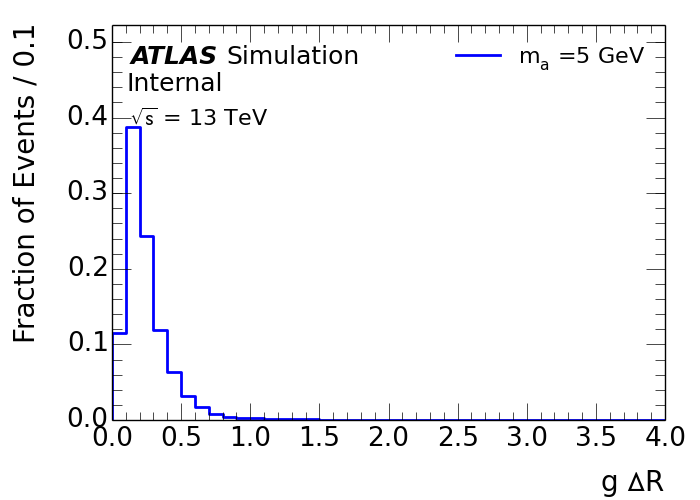 Fraction of Events / 0.1
0.5
0.4
0.3
0.2
0.1
0.0
ATLAS Simulation
Internal
√s = 13 TeV
mₐ =5 GeV
0.0 0.5 1.0 1.5 2.0 2.5 3.0 3.5 4.0
g ΔR